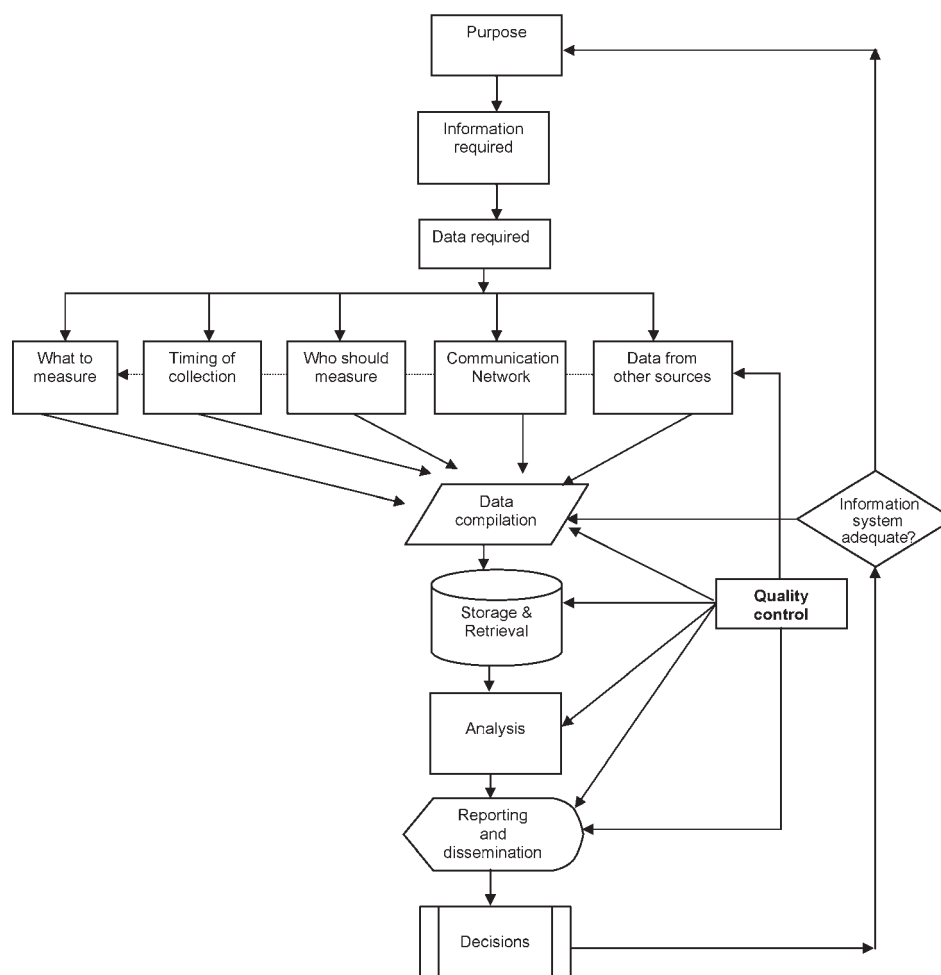 Purpose
Information
required
Data required
What to
measure
Timing of
collection
Who should
measure
Communication
Network
Data from
other sources
Data
compilation
Information
system
adequate?
Storage &
Retrieval
Quality
control
Analysis
Reporting
and
dissemination
Decisions